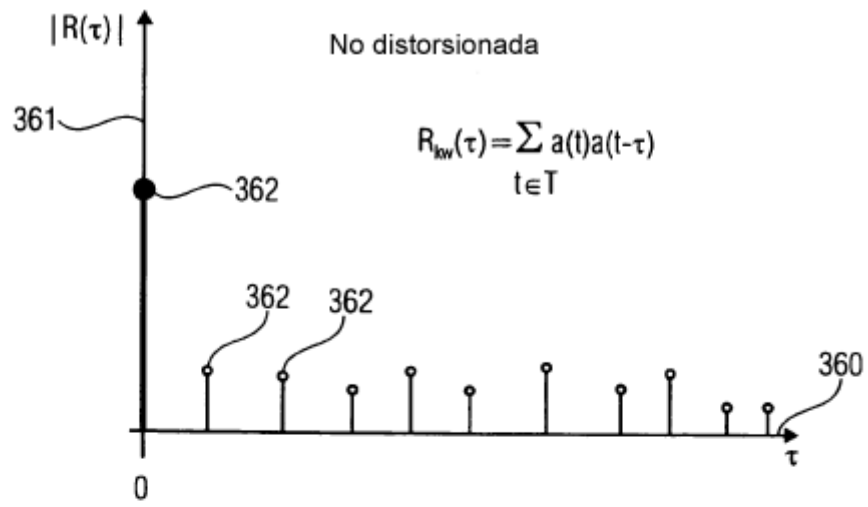 |R(τ)|
No distorsionada
361
R_kw(τ)=∑ a(t)a(t-τ)
t∈T
362
362
362
360
τ
0